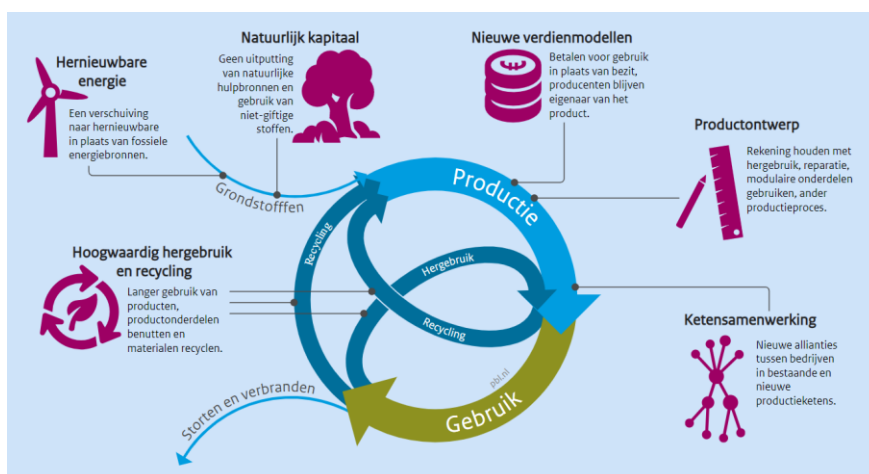 Hernieuwbare
energie
Een verschuiving
naar hernieuwbare
in plaats van fossiele
energiebronnen.
Natuurlijk kapitaal
Geen uitputting
van natuurlijke
hulpbronnen en
gebruik van
niet-giftige
stoffen.
Nieuwe verdienmodellen
Betalen voor gebruik
in plaats van bezit,
producenten blijven
eigenaar van het
product.
Productontwerp
Rekening houden met
hergebruik, reparatie,
modulaire onderdelen
gebruiken, ander
productieproces.
Grondstofffen
Productie
Recycling
Hergebruik
Recycling
Hoogwaardig hergebruik
en recycling
Langer gebruik van
producten,
productonderdelen
benutten en
materialen recyclen.
Ketensamenwerking
Nieuwe allianties
tussen bedrijven
in bestaande en
nieuwe
productieketens.
pbl.nl
Gebruik
Storten en verbranden